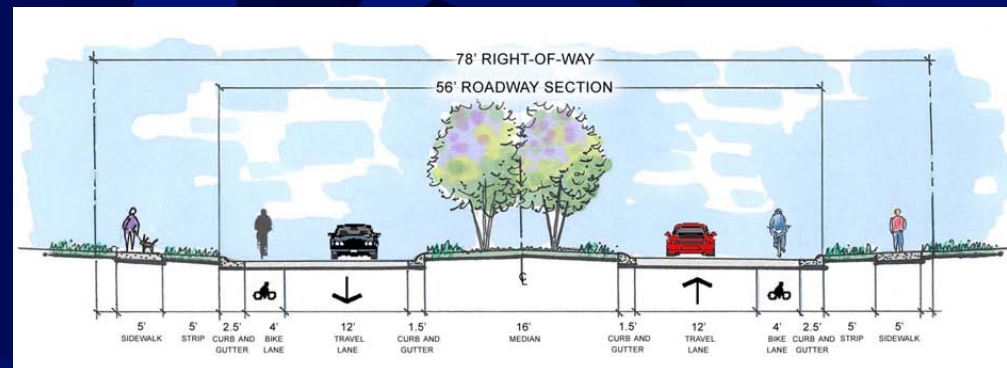 78' RIGHT-OF-WAY
56' ROADWAY SECTION
℄
5' 5' 2.5' 4' 12' 1.5' 16' 1.5' 12' 4' 2.5' 5' 5'
SIDEWALK STRIP CURB AND BIKE TRAVEL CURB AND MEDIAN CURB AND TRAVEL BIKE CURB AND STRIP SIDEWALK
GUTTER LANE LANE GUTTER GUTTER LANE LANE GUTTER